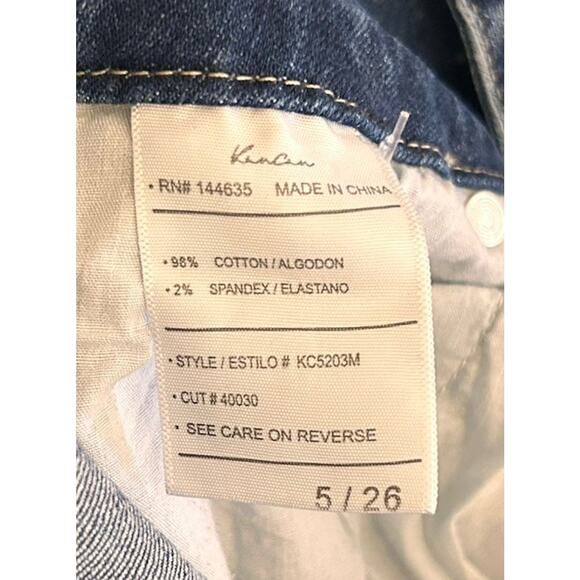 KanCan
• RN# 144635 MADE IN CHINA
• 98% COTTON / ALGODON
• 2% SPANDEX / ELASTANO
• STYLE / ESTILO # KC5203M
• CUT # 40030
• SEE CARE ON REVERSE
5 / 26